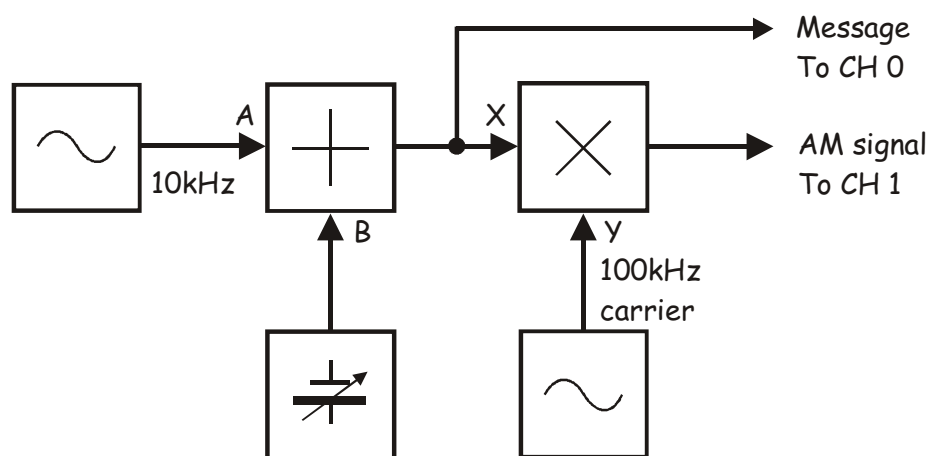 Message
To CH 0
A
X
10kHz
AM signal
To CH 1
B
Y
100kHz
carrier